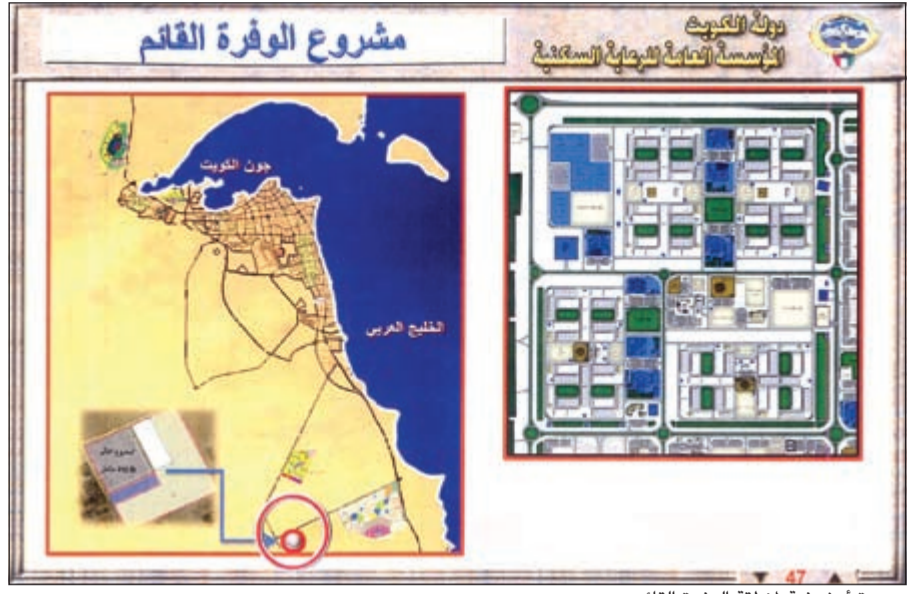 دولة الكويت
المؤسسة العامة للرعاية السكنية
مشروع الوفرة القائم
جون الكويت
الخليج العربي
47